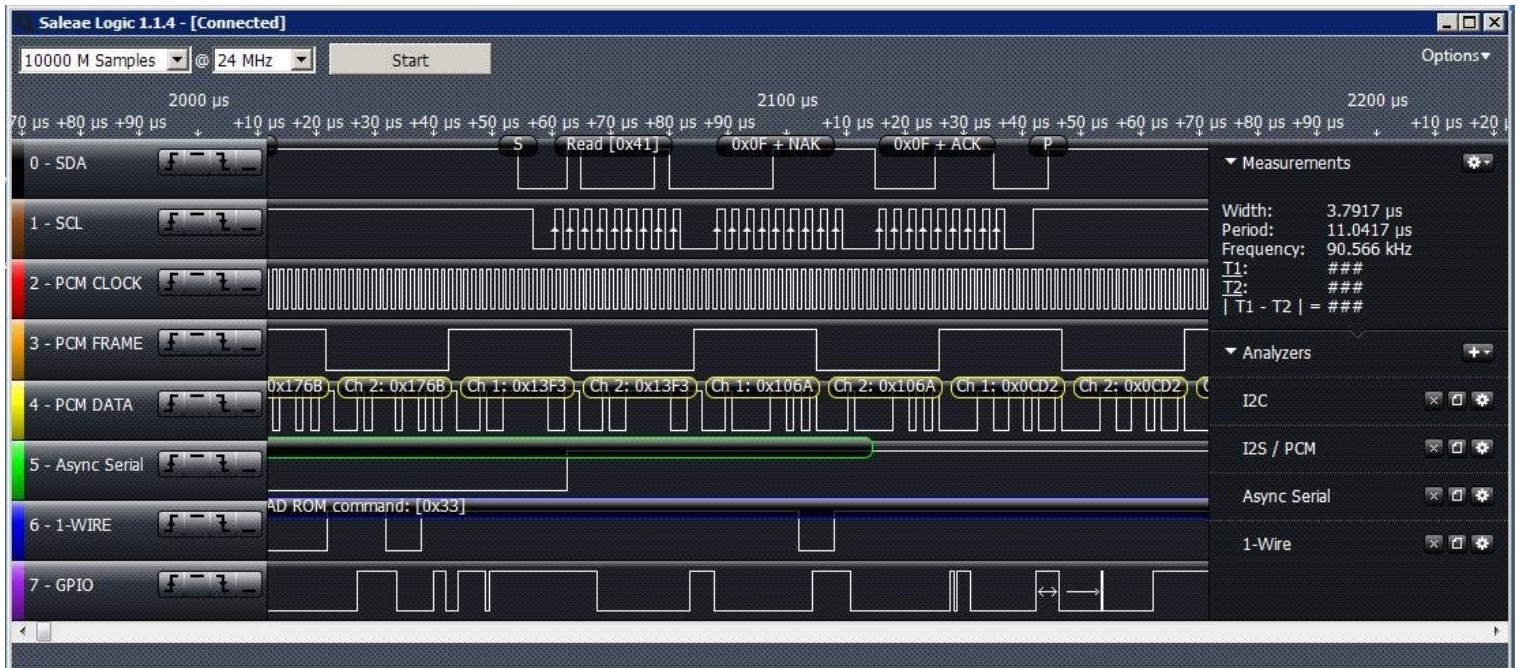 Saleae Logic 1.1.4 - [Connected]
10000 M Samples @ 24 MHz Start Options
2000 µs 2100 µs 2200 µs
70 µs +80 µs +90 µs +10 µs +20 µs +30 µs +40 µs +50 µs +60 µs +70 µs +80 µs +90 µs +10 µs +20 µs +30 µs +40 µs +50 µs +60 µs +70 µs +80 µs +90 µs +10 µs +20 µ
0 - SDA S Read [0x41] 0x0F + NAK 0x0F + ACK P
1 - SCL
2 - PCM CLOCK
3 - PCM FRAME
4 - PCM DATA 0x176B Ch 2: 0x176B Ch 1: 0x13F3 Ch 2: 0x13F3 Ch 1: 0x106A Ch 2: 0x106A Ch 1: 0x0CD2 Ch 2: 0x0CD2 C
5 - Async Serial
6 - 1-WIRE AD ROM command: [0x33]
7 - GPIO
Measurements
Width: 3.7917 µs
Period: 11.0417 µs
Frequency: 90.566 kHz
T1: ###
T2: ###
| T1 - T2 | = ###
Analyzers
I2C
I2S / PCM
Async Serial
1-Wire